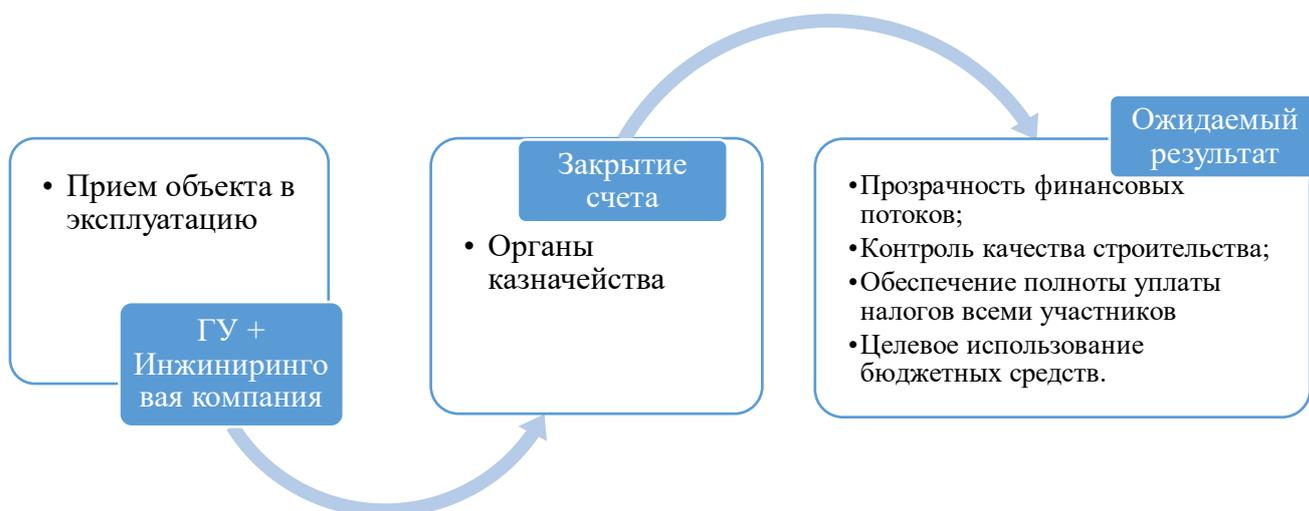 • Прием объекта в
эксплуатацию
ГУ +
Инжиниринго
вая компания
Закрытие
счета
• Органы
казначейства
Ожидаемый
результат
•Прозрачность финансовых
потоков;
•Контроль качества строительства;
•Обеспечение полноты уплаты
налогов всеми участников
•Целевое использование
бюджетных средств.